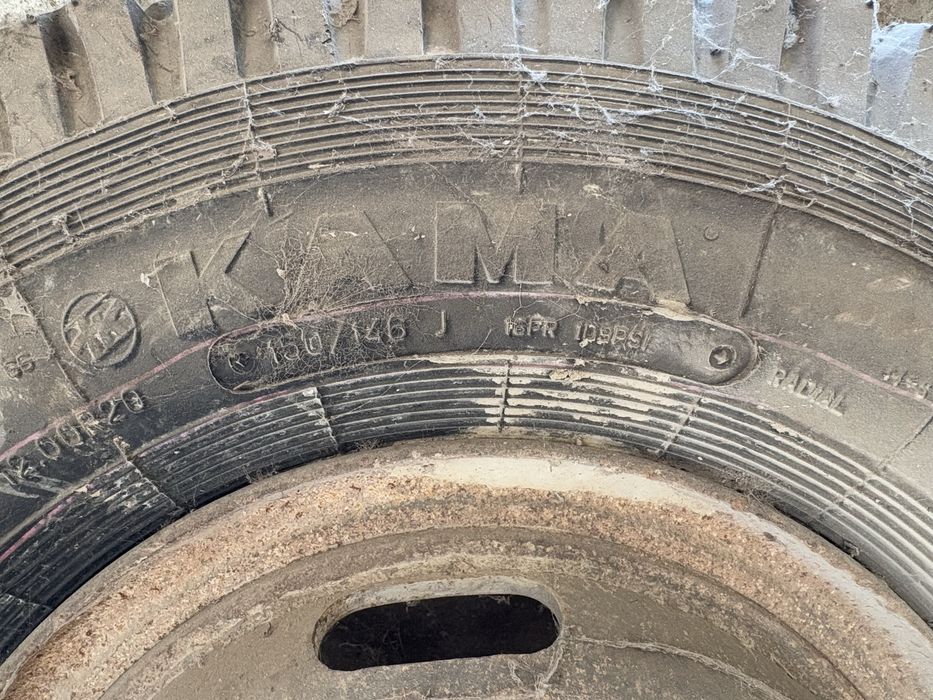 KAMA
150/146 J 16PR 109PSI
RADIAL
12.00R20